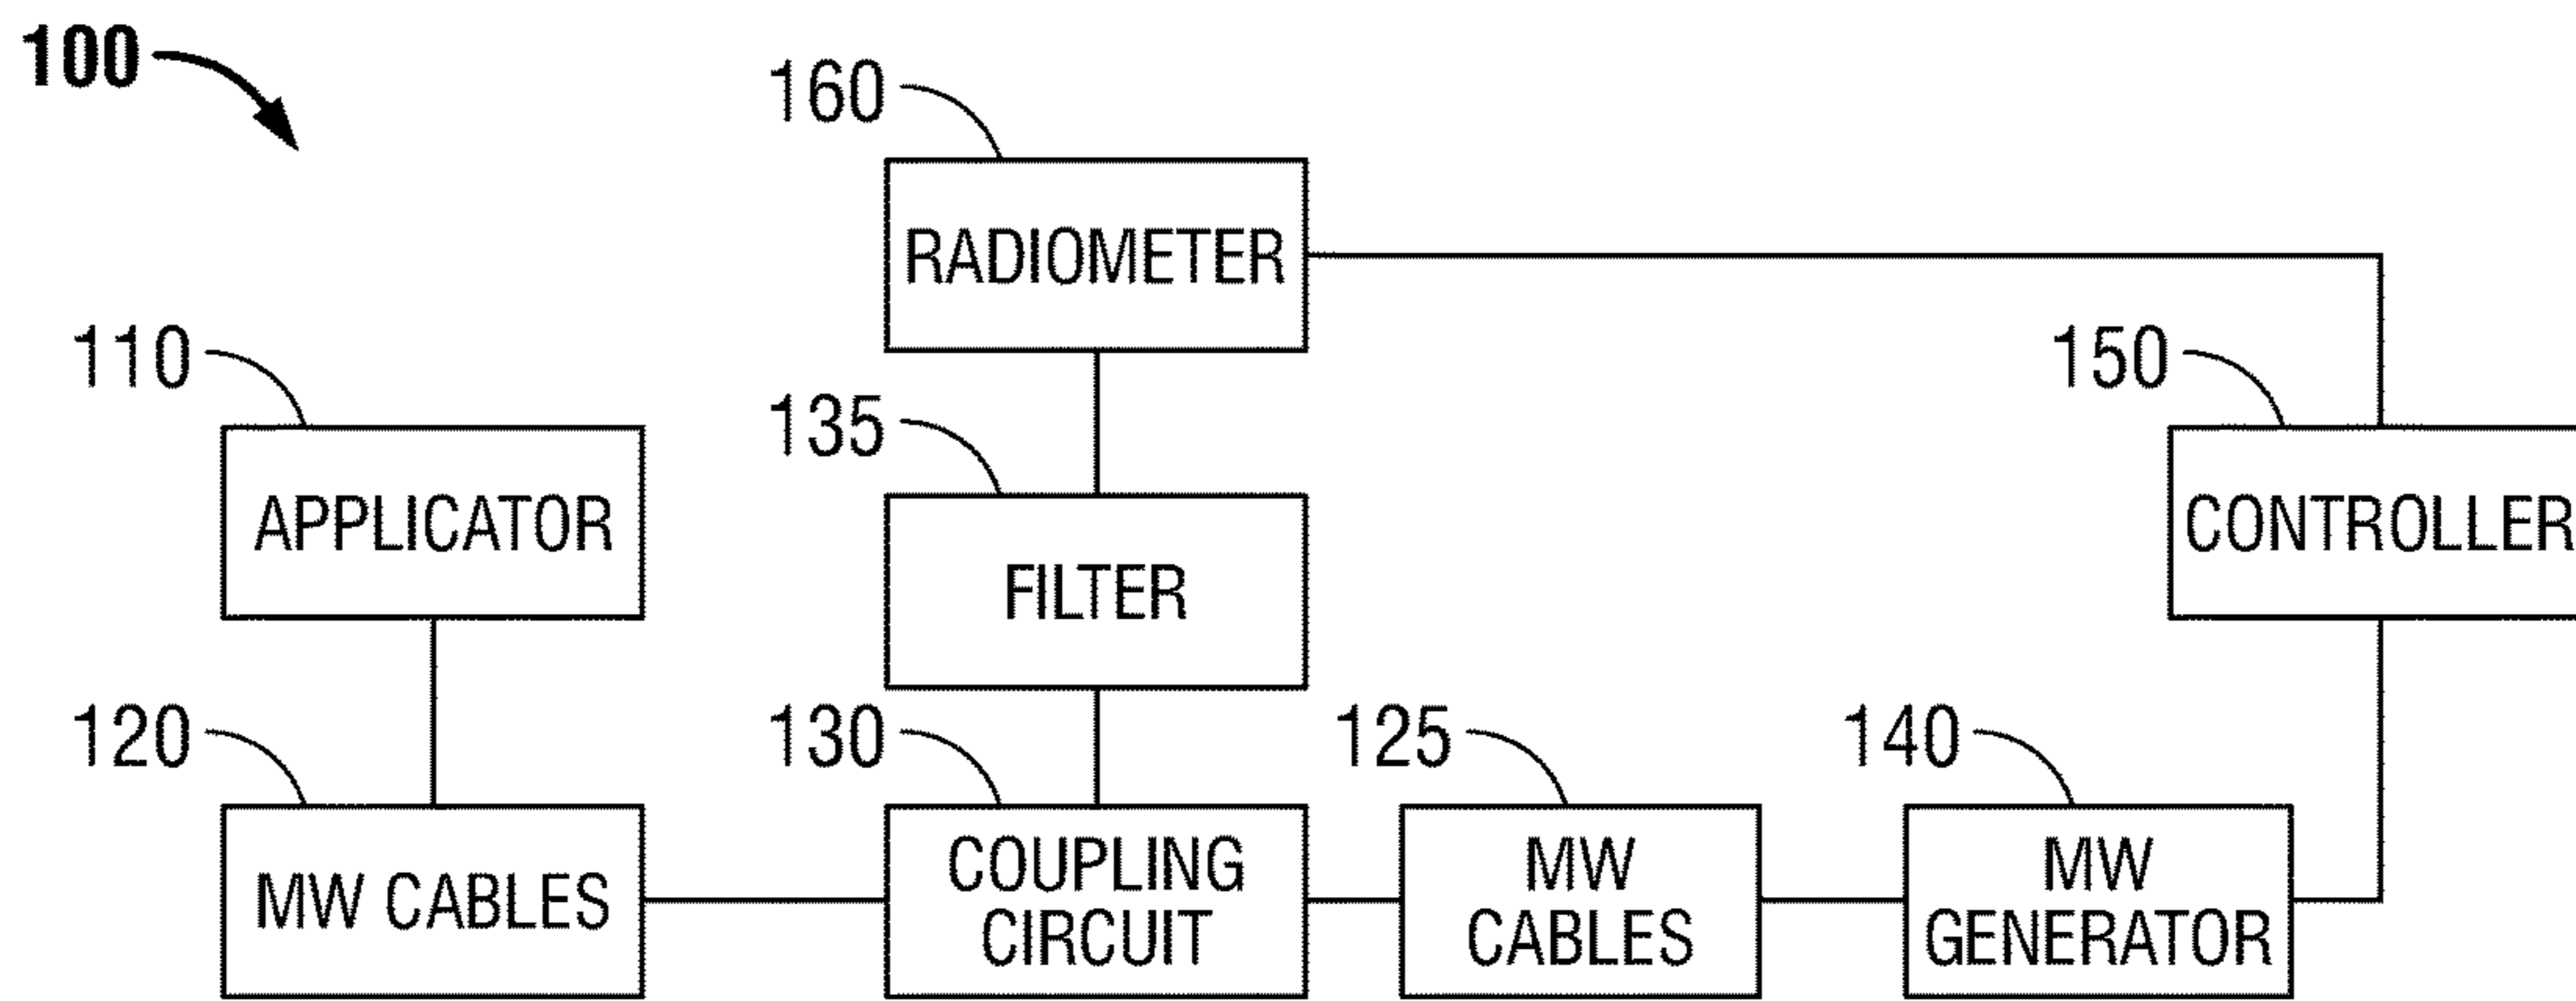 100
160
RADIOMETER
110
150
APPLICATOR
135
CONTROLLER
FILTER
120
130
125
140
MW CABLES
COUPLING
CIRCUIT
MW
CABLES
MW
GENERATOR